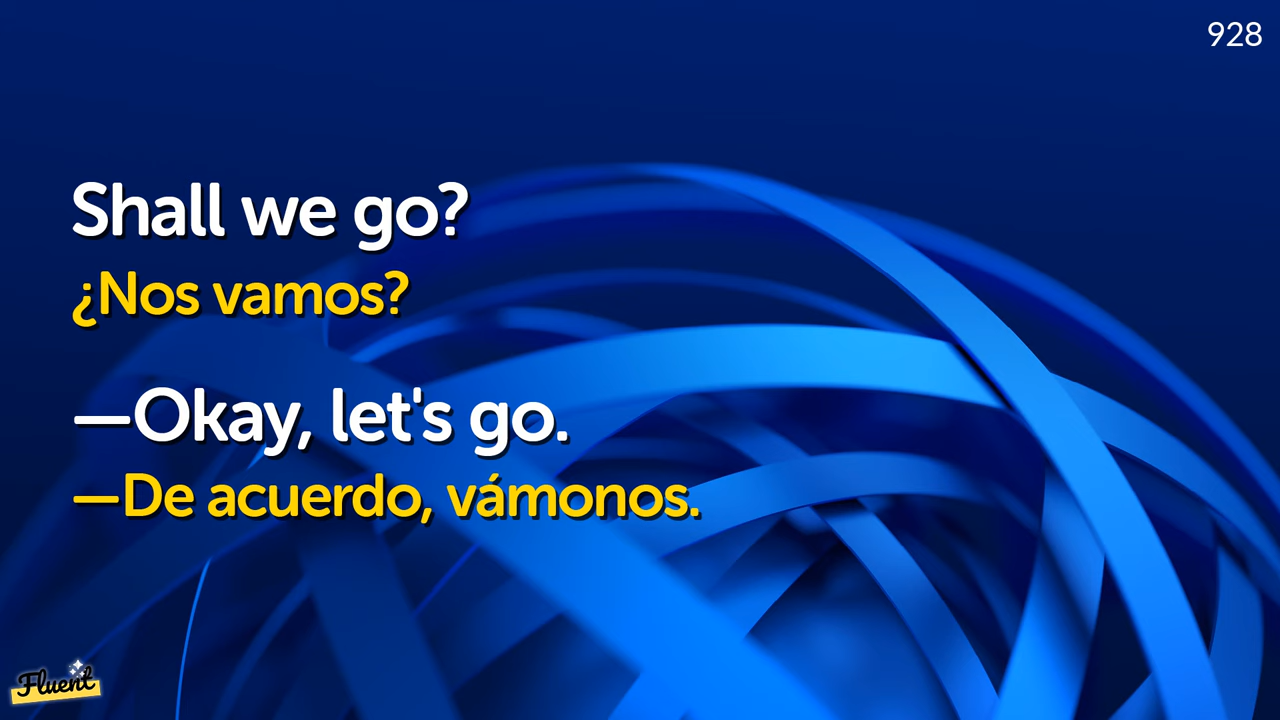 928
Shall we go?
¿Nos vamos?
—Okay, let's go.
—De acuerdo, vámonos.
Fluent